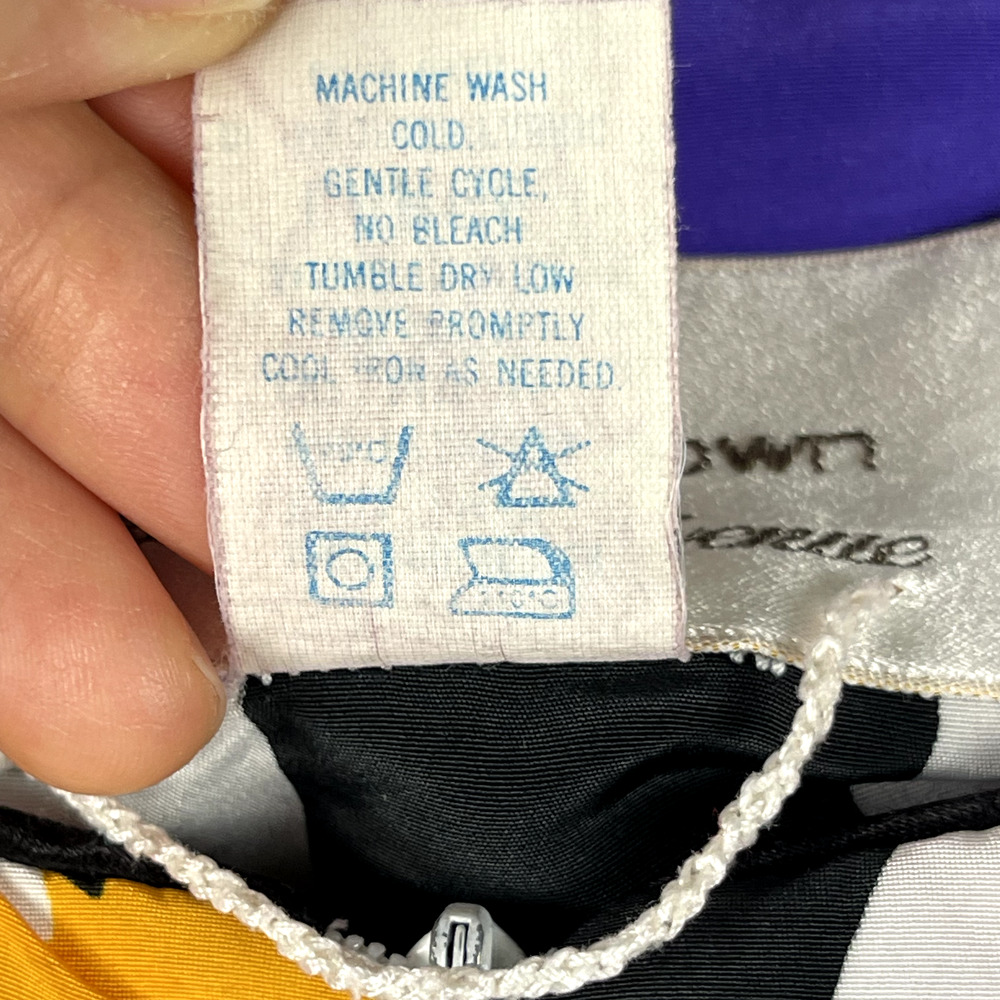 MACHINE WASH
COLD.
GENTLE CYCLE,
NO BLEACH
TUMBLE DRY LOW
REMOVE PROMPTLY
COOL IRON AS NEEDED.